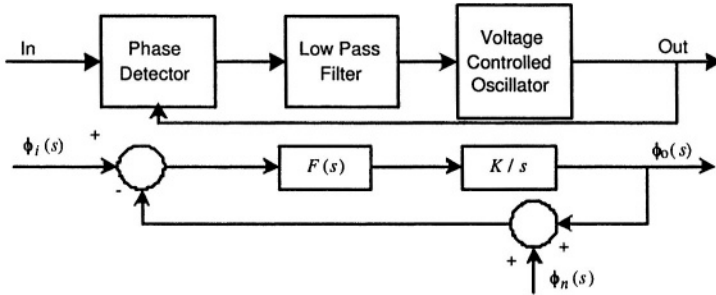 In
Phase
Detector
Low Pass
Filter
Voltage
Controlled
Oscillator
Out
ϕi(s)
+
-
F(s)
K / s
ϕo(s)
+
+
ϕn(s)